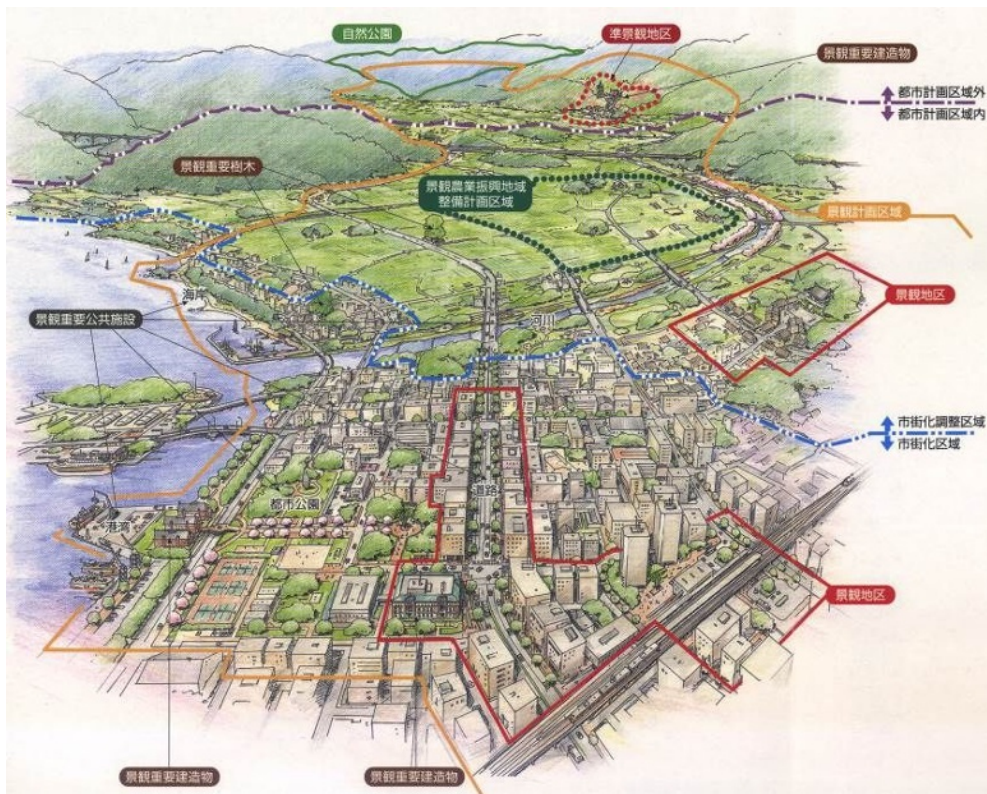 自然公園
準景観地区
景観重要建造物
都市計画区域外
都市計画区域内
景観重要樹木
景観農業振興地域
整備計画区域
景観計画区域
海岸
景観地区
景観重要公共施設
河川
市街化調整区域
市街化区域
道路
都市公園
港湾
景観地区
景観重要建造物
景観重要建造物